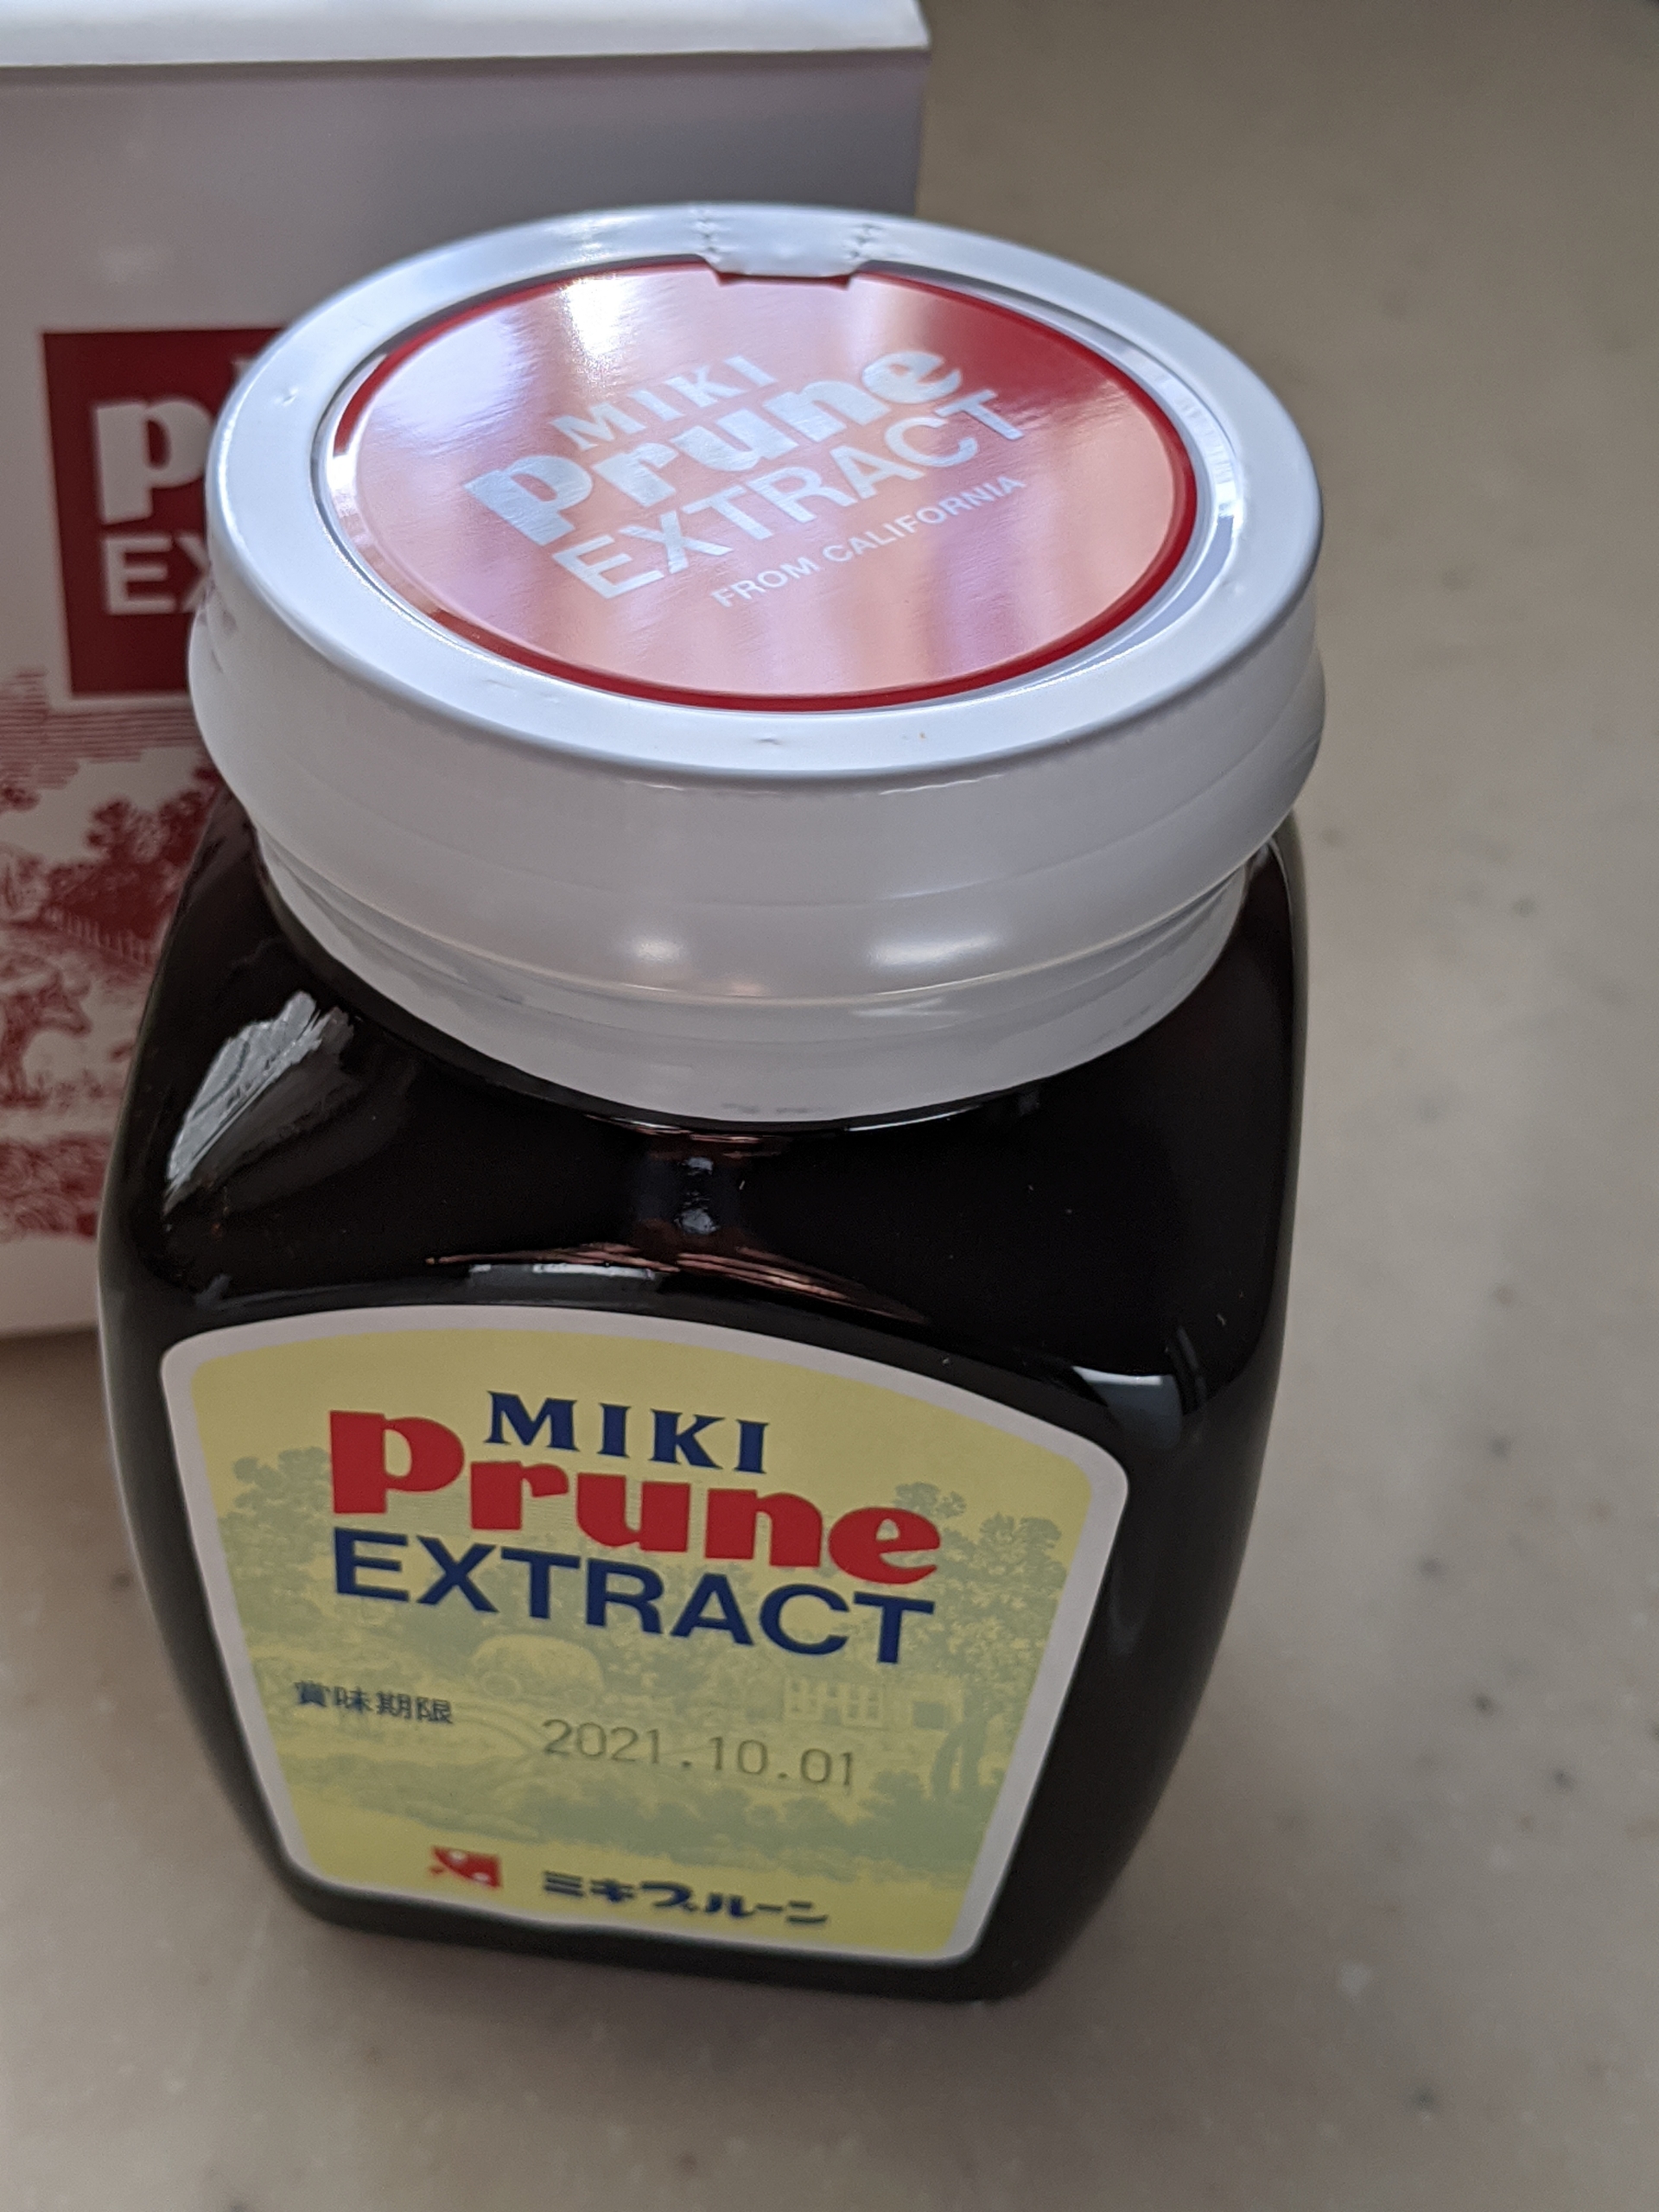 MIKI
Prune
EXTRACT
FROM CALIFORNIA
MIKI
Prune
EXTRACT
賞味期限
2021.10.01
ミキプルーン